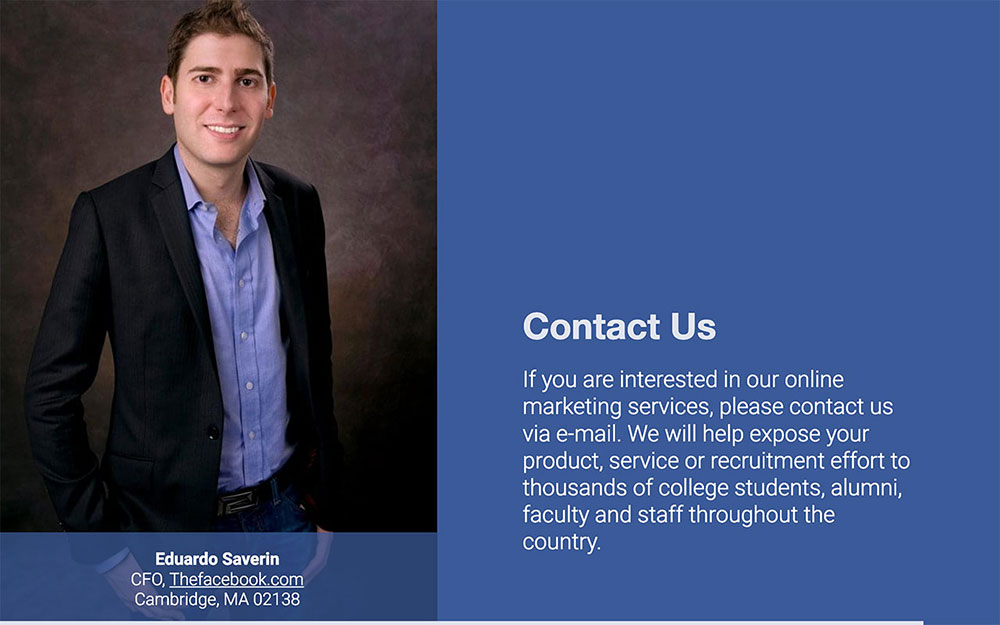 Eduardo Saverin
CFO, Thefacebook.com
Cambridge, MA 02138
Contact Us
If you are interested in our online
marketing services, please contact us
via e-mail. We will help expose your
product, service or recruitment effort to
thousands of college students, alumni,
faculty and staff throughout the
country.